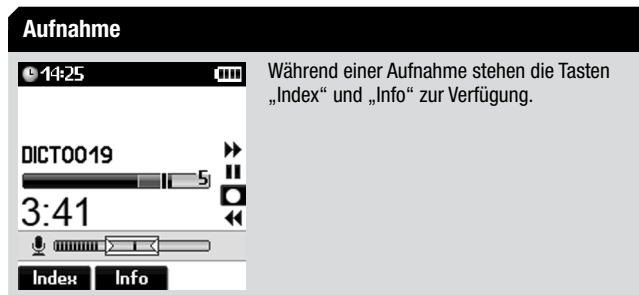 Aufnahme
14:25
Während einer Aufnahme stehen die Tasten
„Index“ und „Info“ zur Verfügung.
DICT0019
5
3:41
Index Info